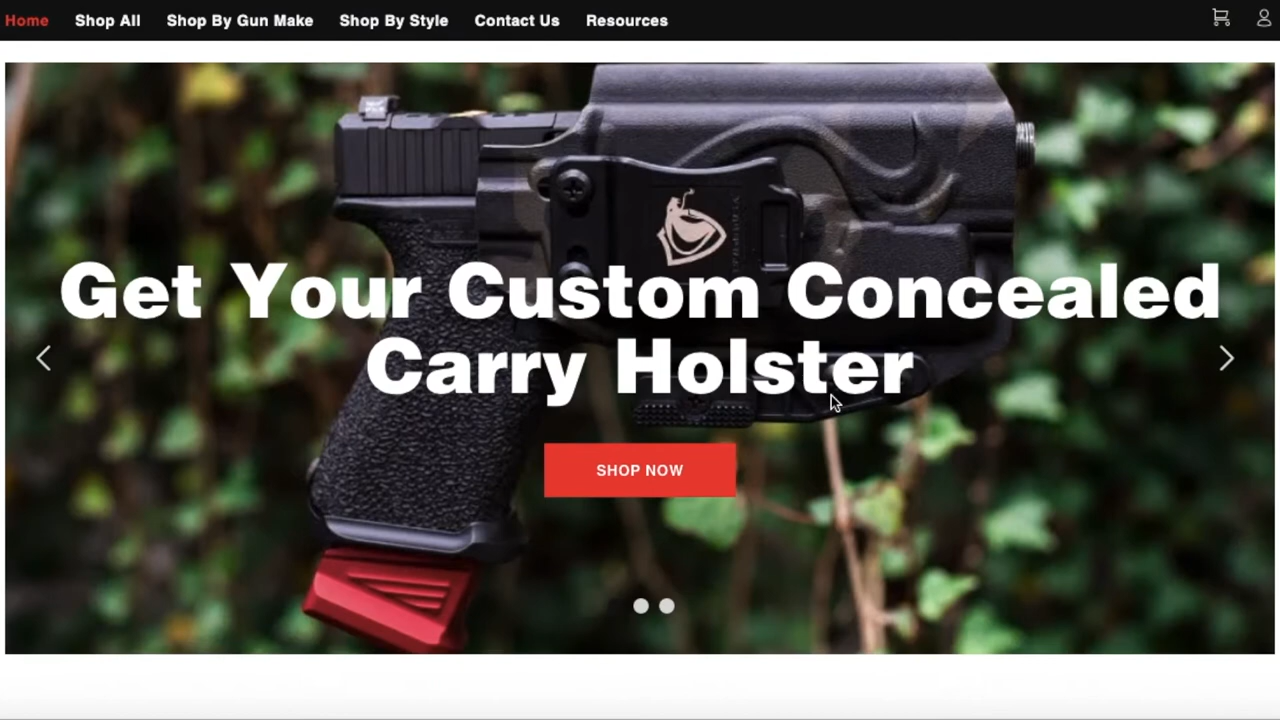 Home Shop All Shop By Gun Make Shop By Style Contact Us Resources
Get Your Custom Concealed
Carry Holster
SHOP NOW